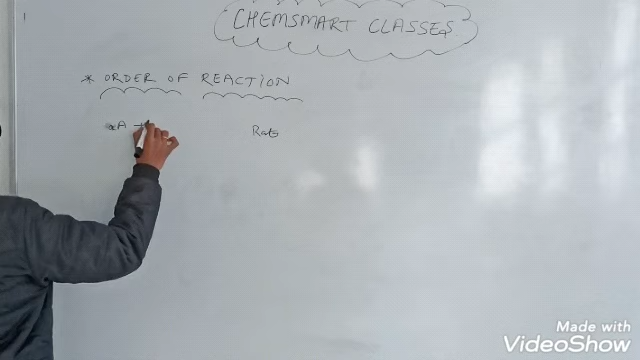 CHEMSMART CLASSES
* ORDER OF REACTION
A → Rate
Made with
VideoShow